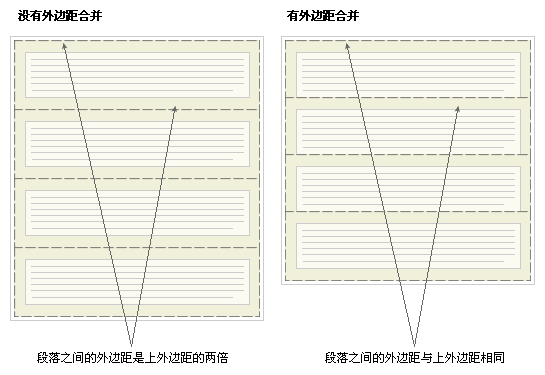 没有外边距合并
有外边距合并
段落之间的外边距是上外边距的两倍
段落之间的外边距与上外边距相同